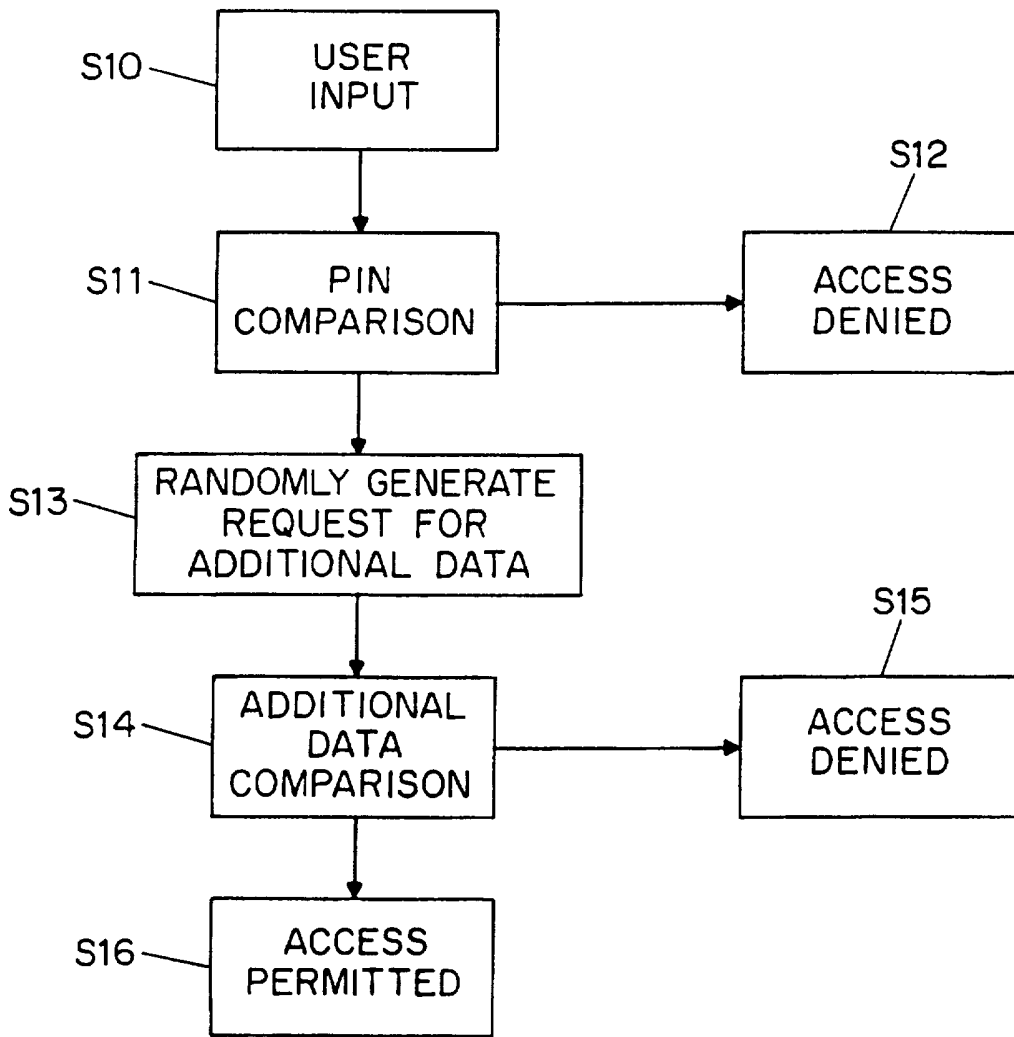 S10
USER
INPUT
S12
S11
PIN
COMPARISON
ACCESS
DENIED
S13
RANDOMLY GENERATE
REQUEST FOR
ADDITIONAL DATA
S15
S14
ADDITIONAL
DATA
COMPARISON
ACCESS
DENIED
S16
ACCESS
PERMITTED